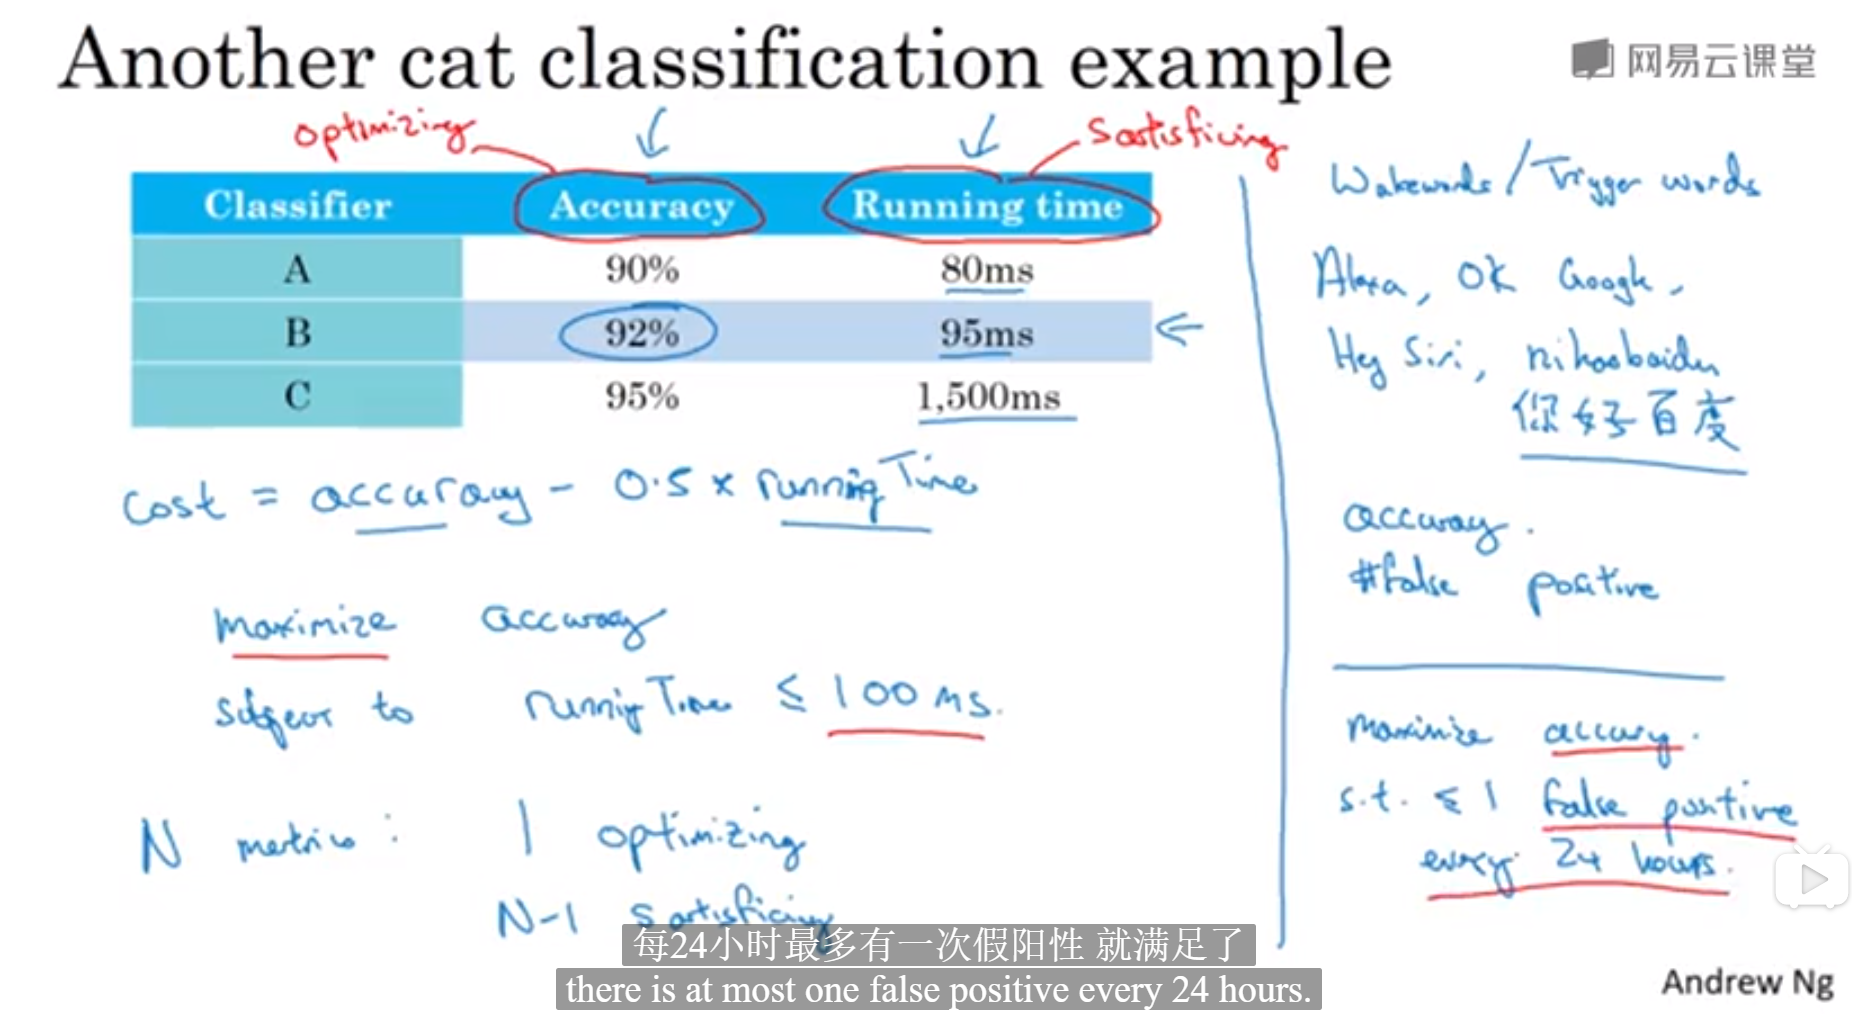 Another cat classification example
网易云课堂
optimizing
Satisficing
Classifier Accuracy Running time
A 90% 80ms
B 92% 95ms
C 95% 1,500ms
Cost = accuracy - 0.5 x running Time
maximize accuracy
subject to running Time ≤ 100 ms.
N metrics: 1 optimizing
N-1 satisficing
Wakewords / Trigger words
Alexa, OK Google,
Hey Siri, nihaobaidu
你好百度
accuracy.
#false positive
maximize accuracy.
s.t. ≤ 1 false positive
every 24 hours.
每24小时最多有一次假阳性 就满足了
there is at most one false positive every 24 hours.
Andrew Ng